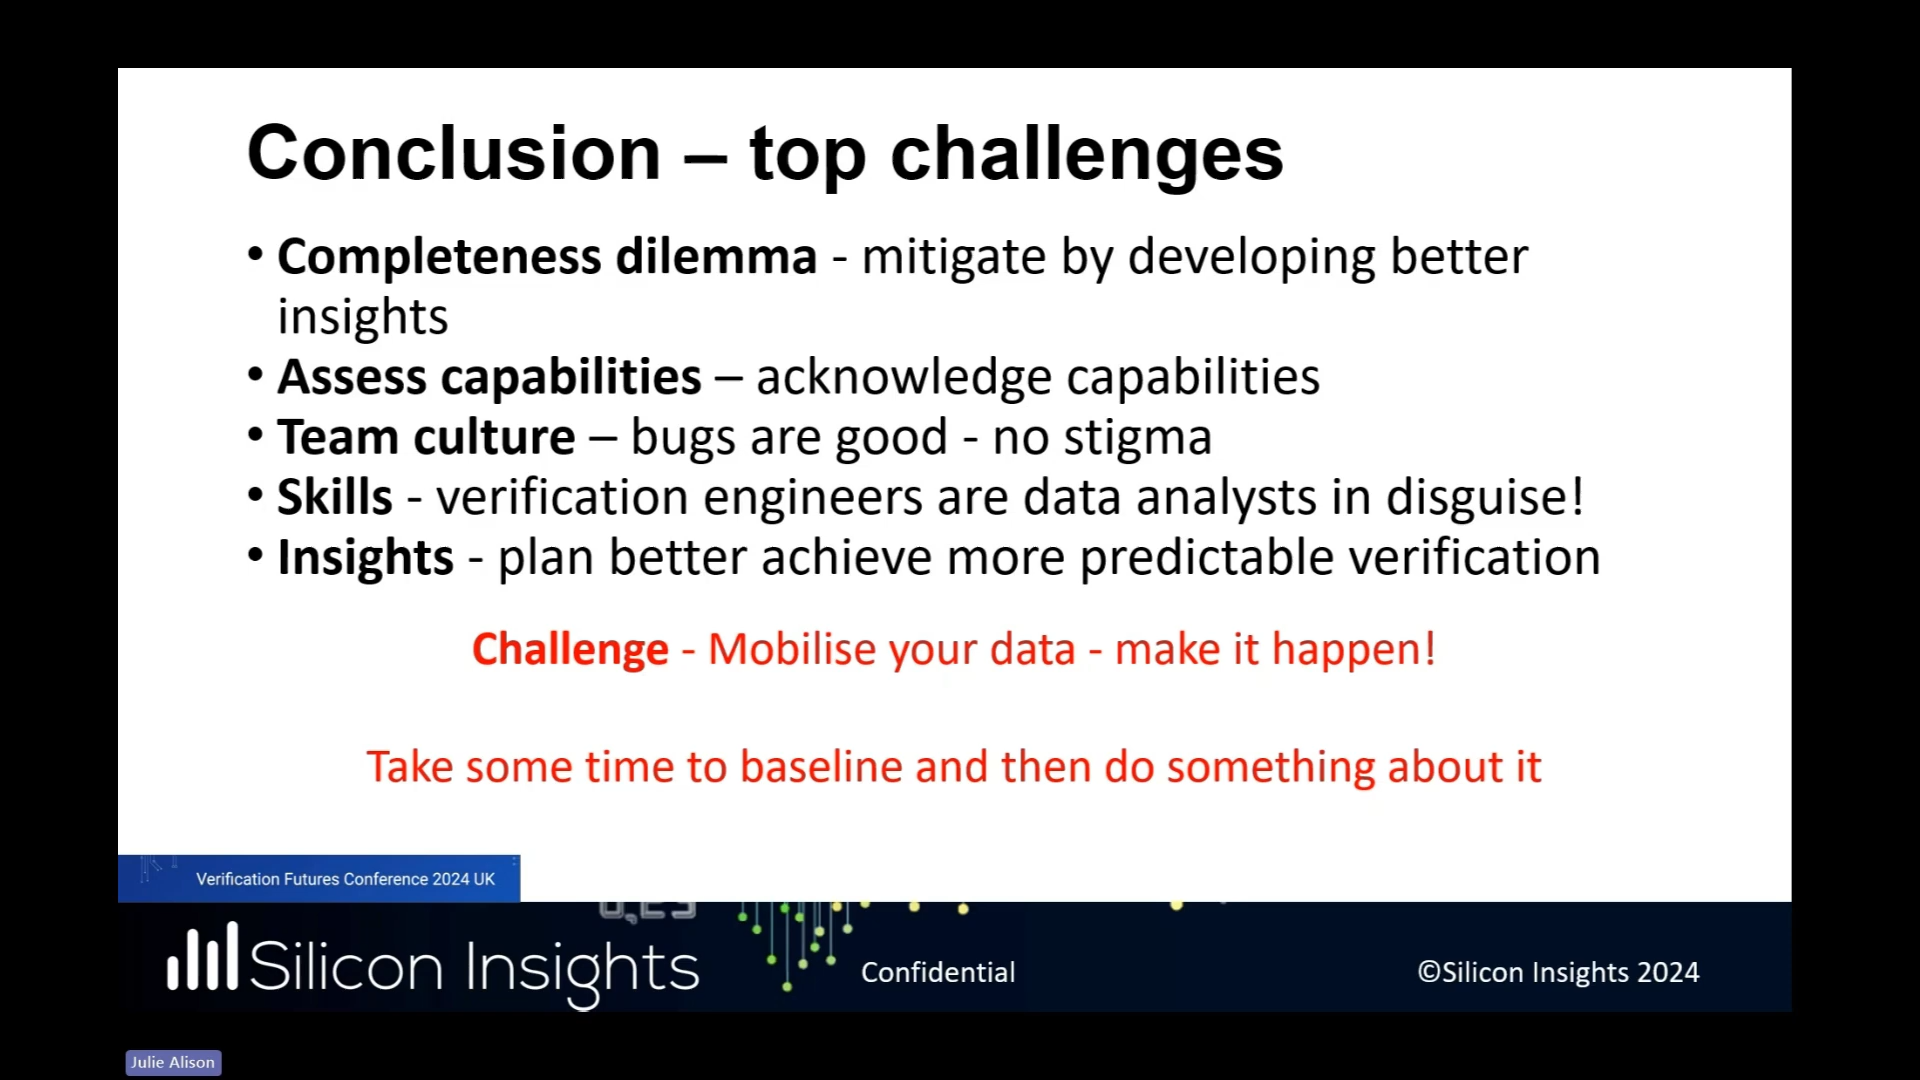 Conclusion – top challenges
• Completeness dilemma - mitigate by developing better
insights
• Assess capabilities – acknowledge capabilities
• Team culture – bugs are good - no stigma
• Skills - verification engineers are data analysts in disguise!
• Insights - plan better achieve more predictable verification
Challenge - Mobilise your data - make it happen!
Take some time to baseline and then do something about it
Verification Futures Conference 2024 UK
Silicon Insights
Confidential
©Silicon Insights 2024
Julie Alison